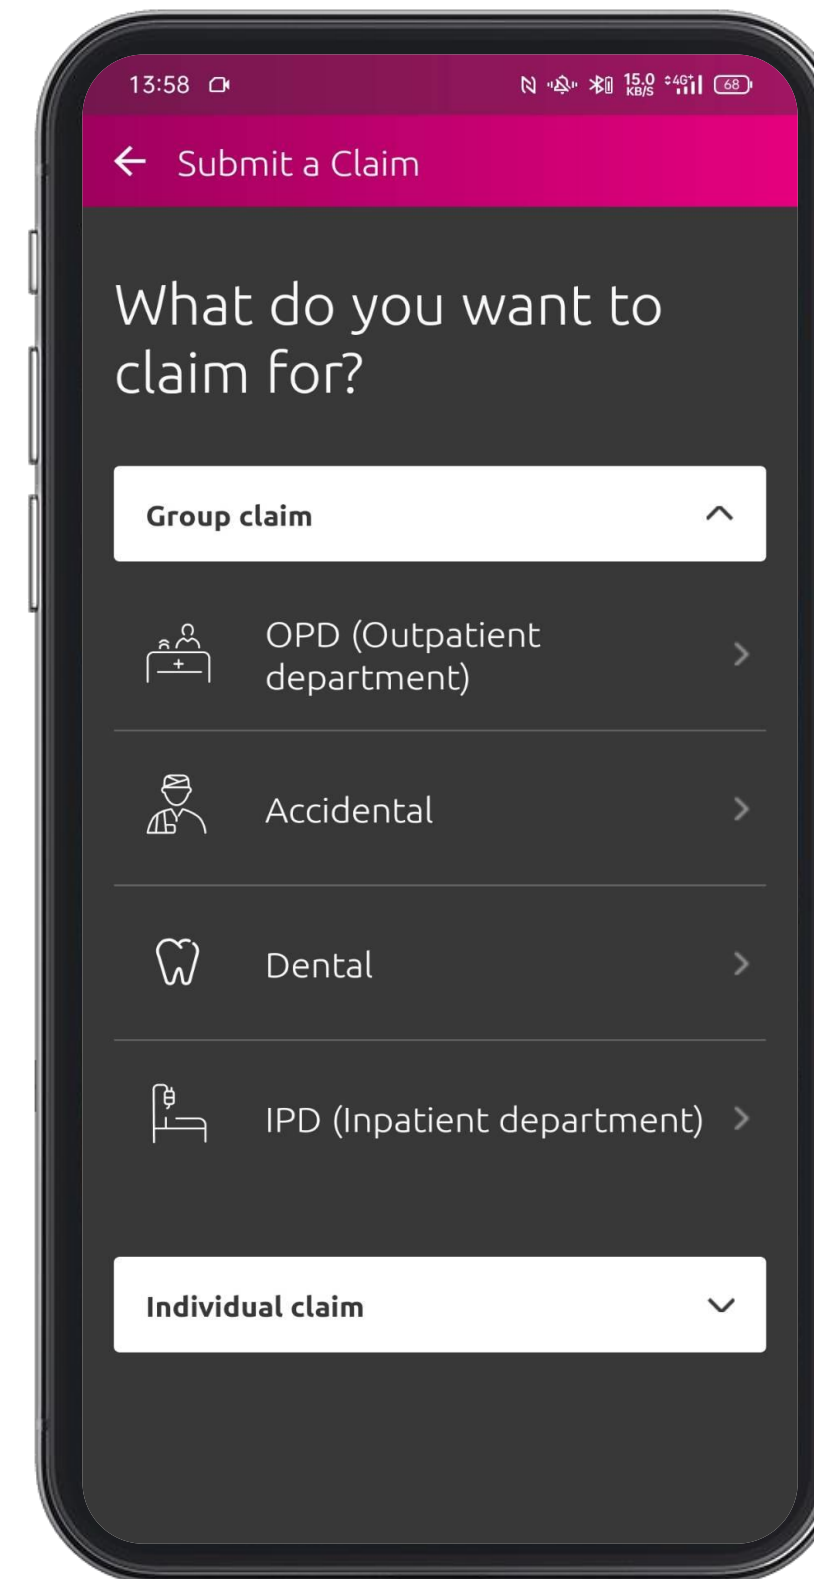 13:58
15.0
KB/S
4G+
68
Submit a Claim
What do you want to
claim for?
Group claim
OPD (Outpatient
department)
Accidental
Dental
IPD (Inpatient department)
Individual claim